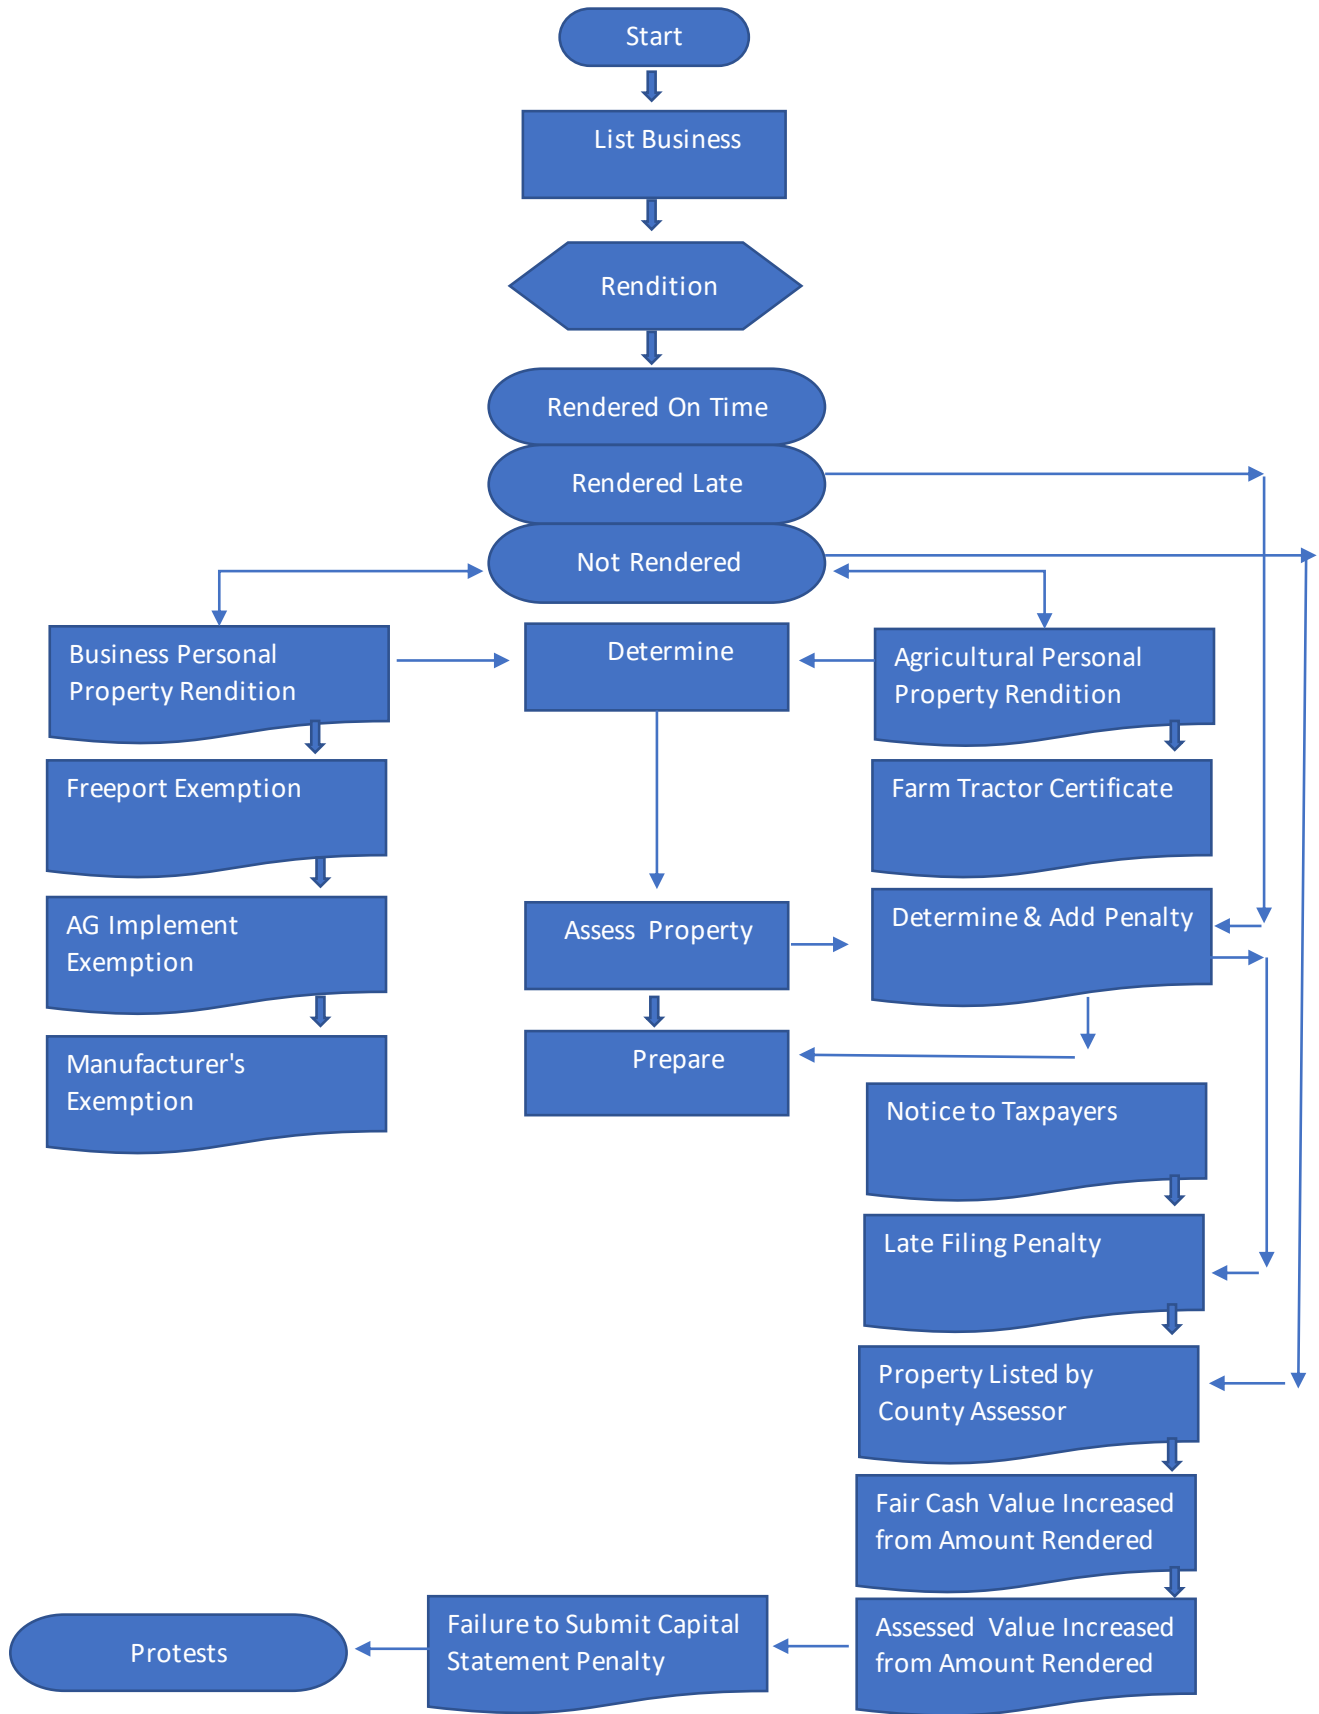 Start
List Business
Rendition
Rendered On Time
Rendered Late
Not Rendered
Business Personal
Property Rendition
Determine
Agricultural Personal
Property Rendition
Freeport Exemption
Farm Tractor Certificate
AG Implement
Exemption
Assess Property
Determine & Add Penalty
Manufacturer's
Exemption
Prepare
Notice to Taxpayers
Late Filing Penalty
Property Listed by
County Assessor
Fair Cash Value Increased
from Amount Rendered
Assessed Value Increased
from Amount Rendered
Failure to Submit Capital
Statement Penalty
Protests